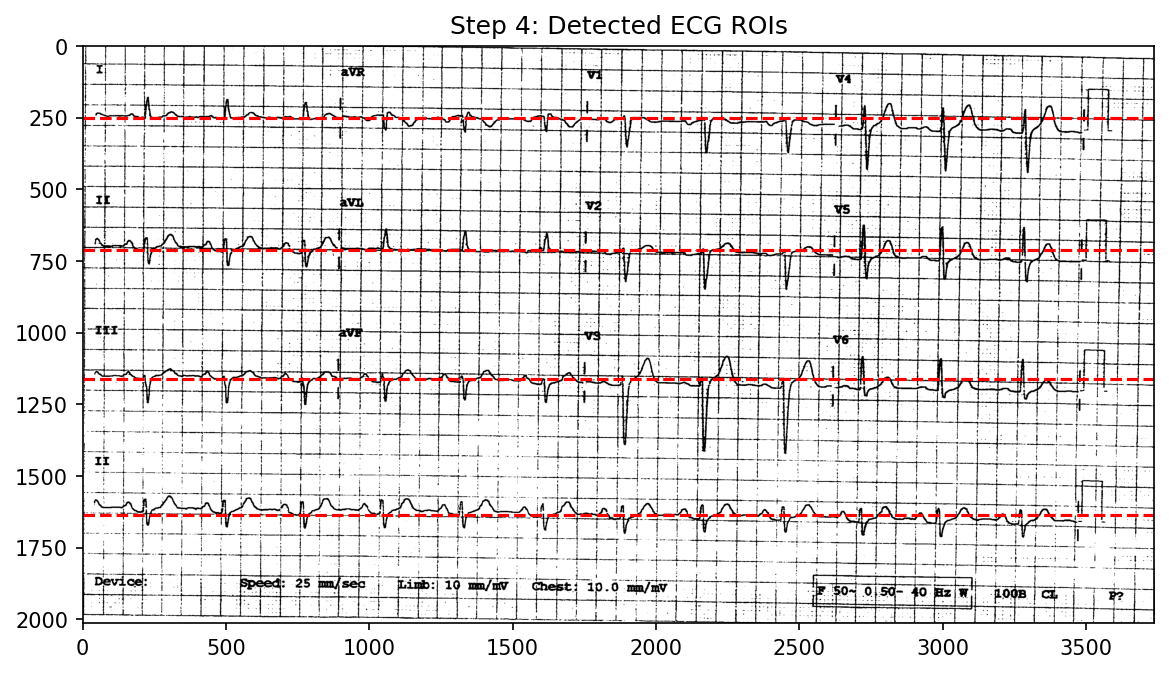 Step 4: Detected ECG ROIs
I aVR V1 V4
II aVL V2 V5
III aVF V3 V6
II
Device: Speed: 25 mm/sec Limb: 10 mm/mV Chest: 10.0 mm/mV F 50~ 0.50- 40 Hz W 100B CL P?
0
250
500
750
1000
1250
1500
1750
2000
0 500 1000 1500 2000 2500 3000 3500